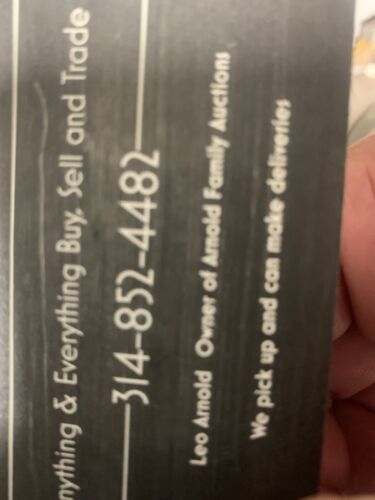 nything & Everything Buy, Sell and Trade
314-852-4482
Leo Arnold Owner of Arnold Family Auctions
We pick up and can make deliveries